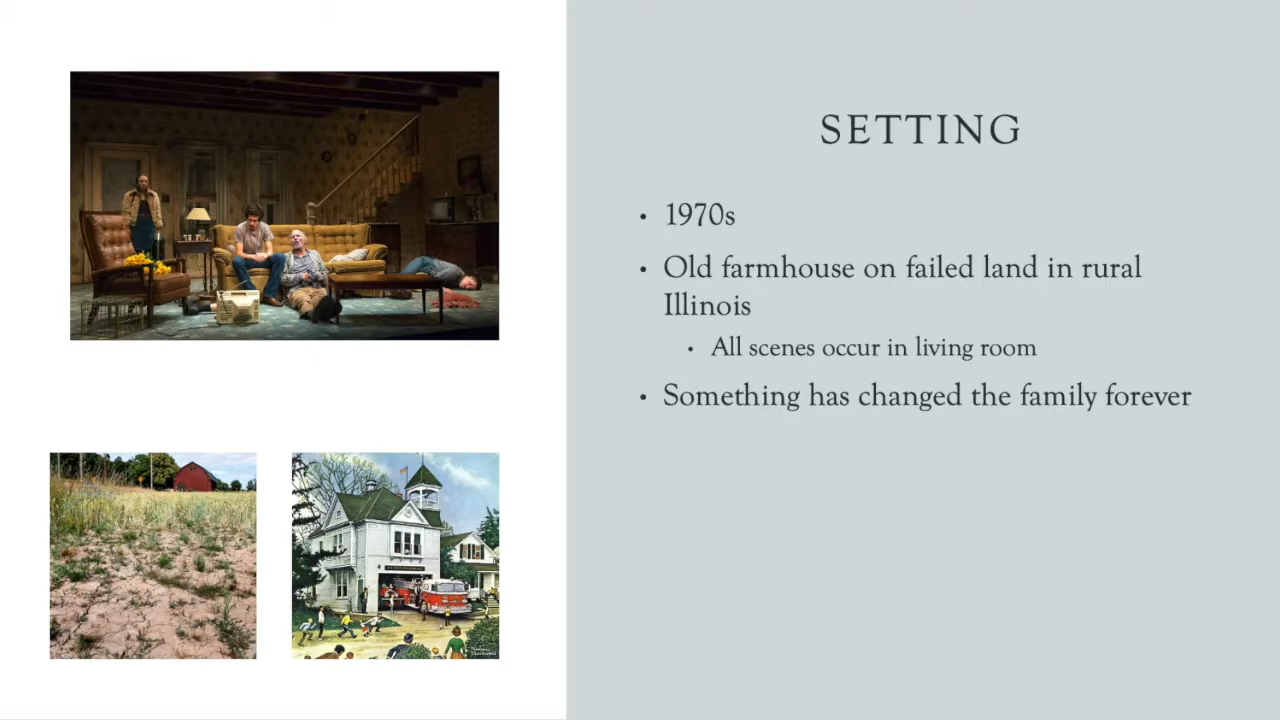 SETTING
• 1970s
• Old farmhouse on failed land in rural
Illinois
• All scenes occur in living room
• Something has changed the family forever